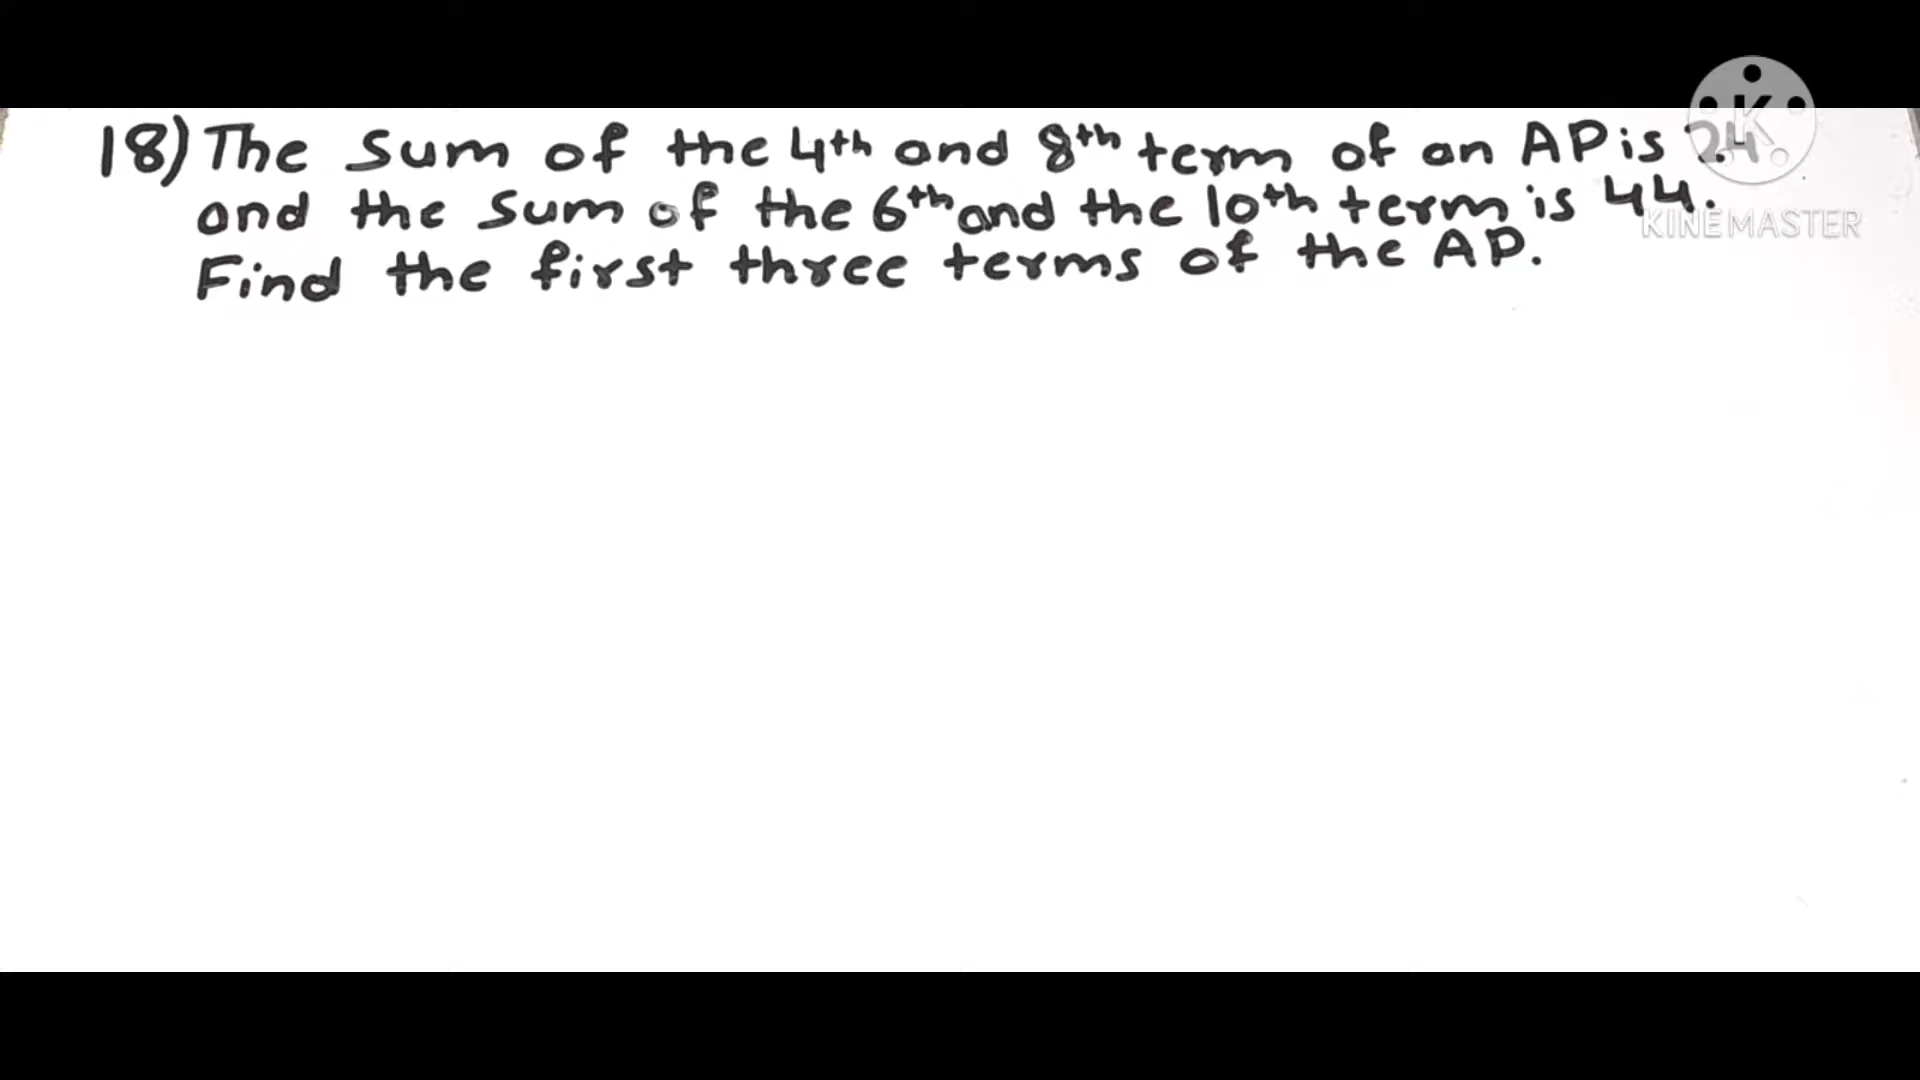 18) The sum of the 4th and 8th term of an AP is 24
and the sum of the 6th and the 10th term is 44.
Find the first three terms of the AP.
K
KINEMASTER